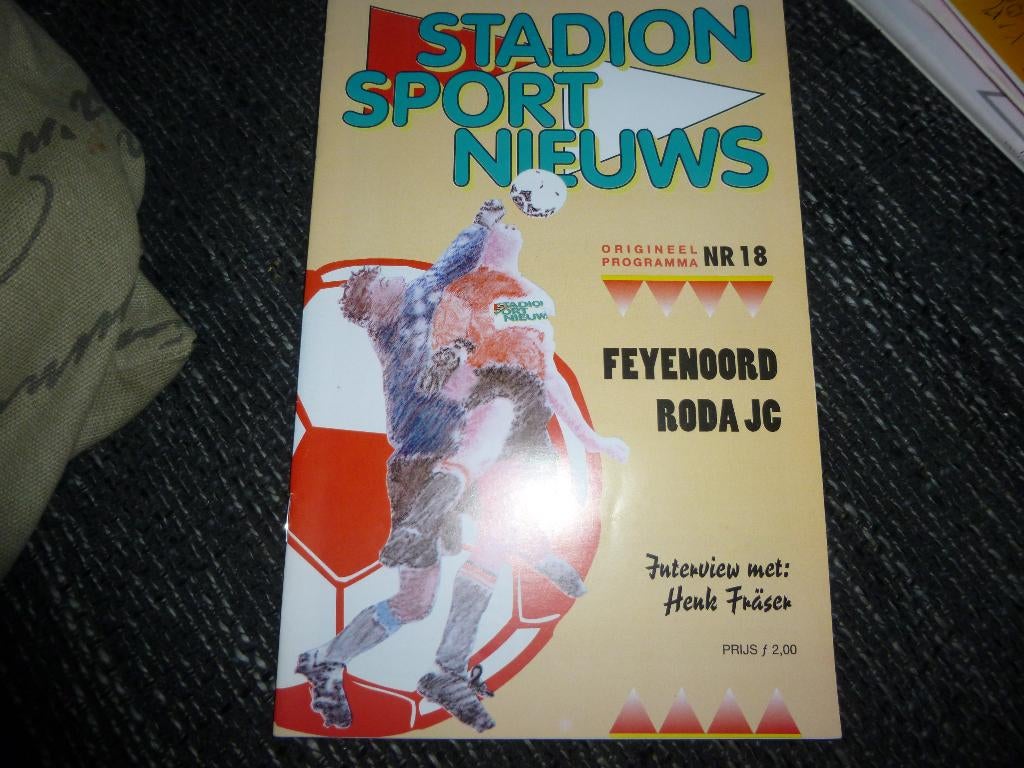 STADION
SPORT
NIEUWS
ORIGINEEL
PROGRAMMA NR 18
STADION
SPORT
NIEUWS
FEYENOORD
RODA JC
Interview met:
Henk Fräser
PRIJS ƒ 2,00